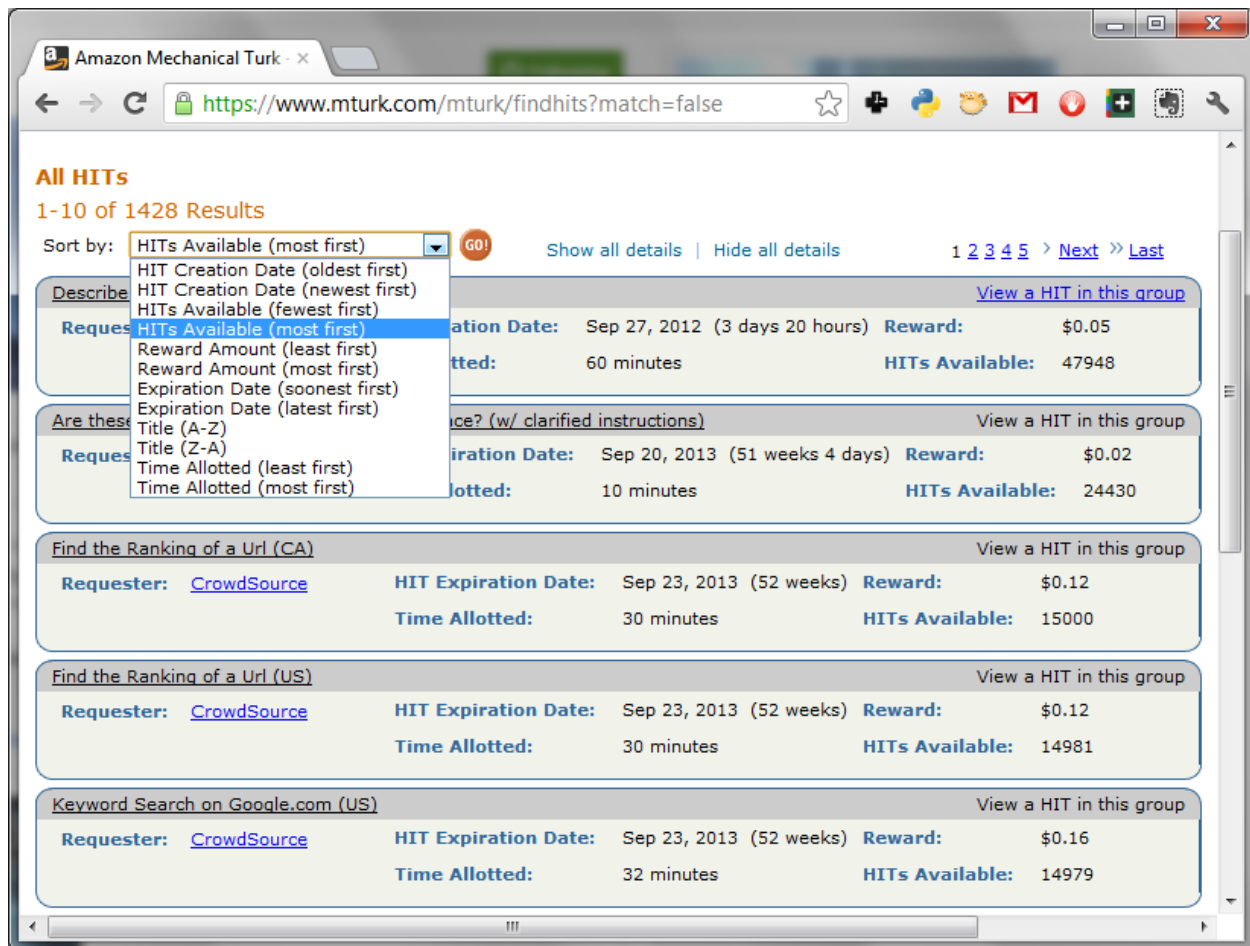 Amazon Mechanical Turk -
https://www.mturk.com/mturk/findhits?match=false
All HITs
1-10 of 1428 Results
Sort by: HITs Available (most first) GO! Show all details | Hide all details 1 2 3 4 5 > Next >> Last
HIT Creation Date (oldest first)
HIT Creation Date (newest first)
HITs Available (fewest first)
HITs Available (most first)
Reward Amount (least first)
Reward Amount (most first)
Expiration Date (soonest first)
Expiration Date (latest first)
Title (A-Z)
Title (Z-A)
Time Allotted (least first)
Time Allotted (most first)
Describe View a HIT in this group
Reques ation Date: Sep 27, 2012 (3 days 20 hours) Reward: $0.05
tted: 60 minutes HITs Available: 47948
Are these nce? (w/ clarified instructions) View a HIT in this group
Reques iration Date: Sep 20, 2013 (51 weeks 4 days) Reward: $0.02
lotted: 10 minutes HITs Available: 24430
Find the Ranking of a Url (CA) View a HIT in this group
Requester: CrowdSource HIT Expiration Date: Sep 23, 2013 (52 weeks) Reward: $0.12
Time Allotted: 30 minutes HITs Available: 15000
Find the Ranking of a Url (US) View a HIT in this group
Requester: CrowdSource HIT Expiration Date: Sep 23, 2013 (52 weeks) Reward: $0.12
Time Allotted: 30 minutes HITs Available: 14981
Keyword Search on Google.com (US) View a HIT in this group
Requester: CrowdSource HIT Expiration Date: Sep 23, 2013 (52 weeks) Reward: $0.16
Time Allotted: 32 minutes HITs Available: 14979